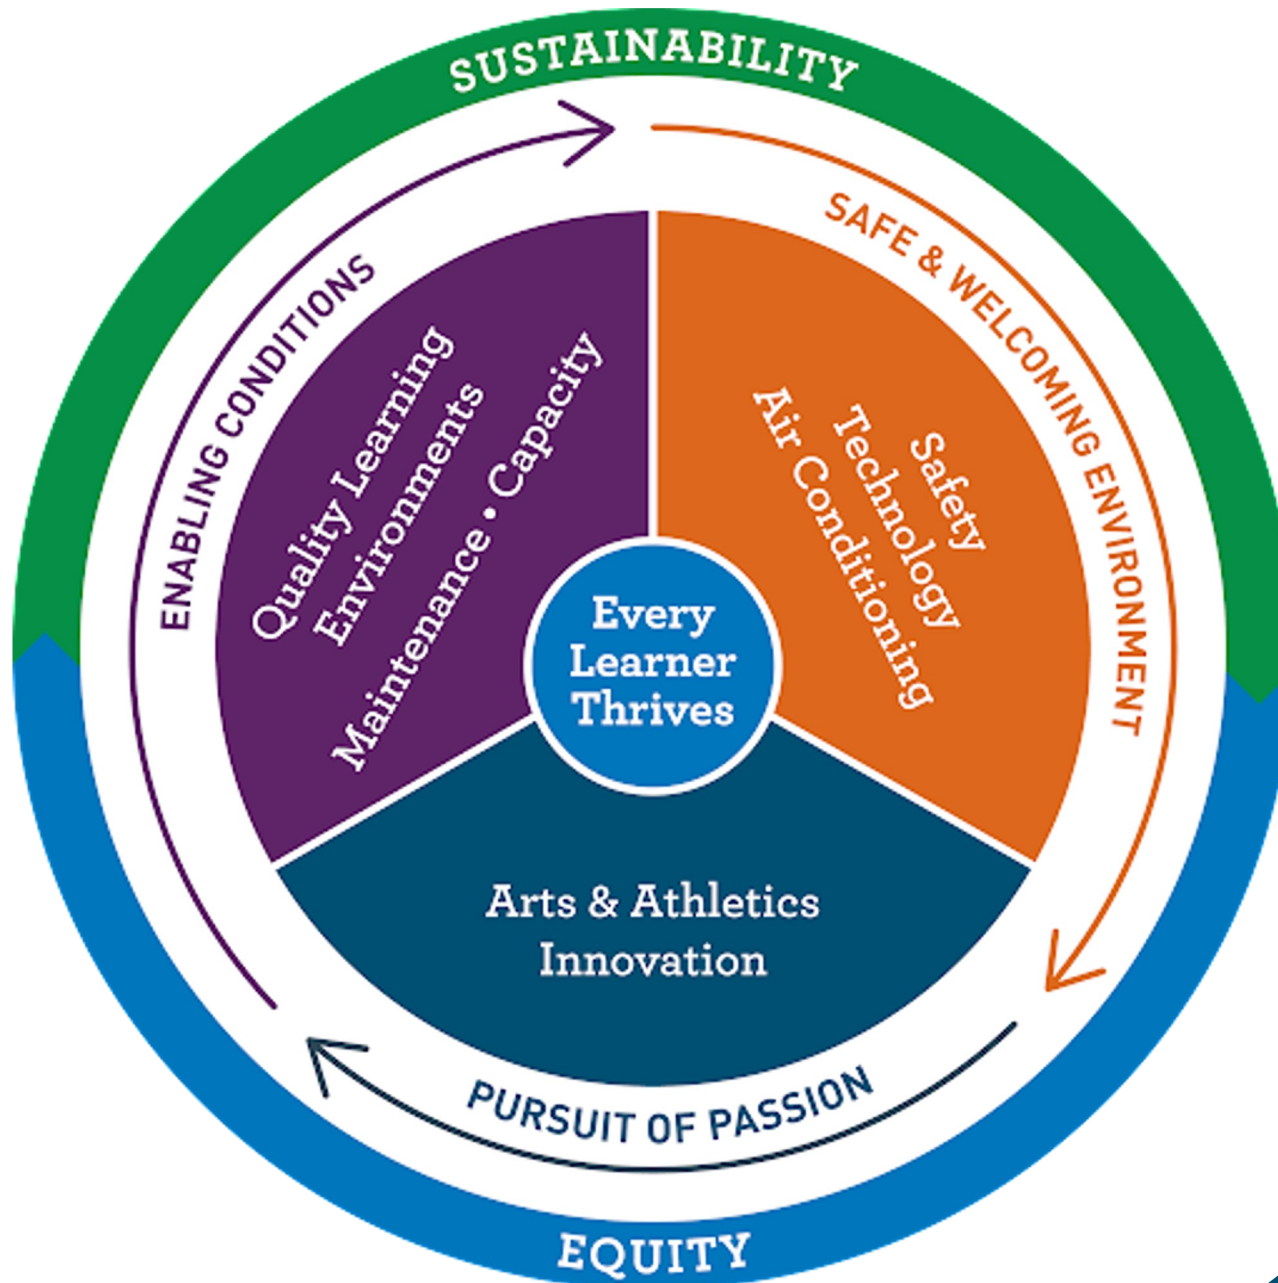 SUSTAINABILITY
ENABLING CONDITIONS
SAFE & WELCOMING ENVIRONMENT
Quality Learning
Environments
Maintenance • Capacity
Safety
Technology
Air Conditioning
Every
Learner
Thrives
Arts & Athletics
Innovation
PURSUIT OF PASSION
EQUITY